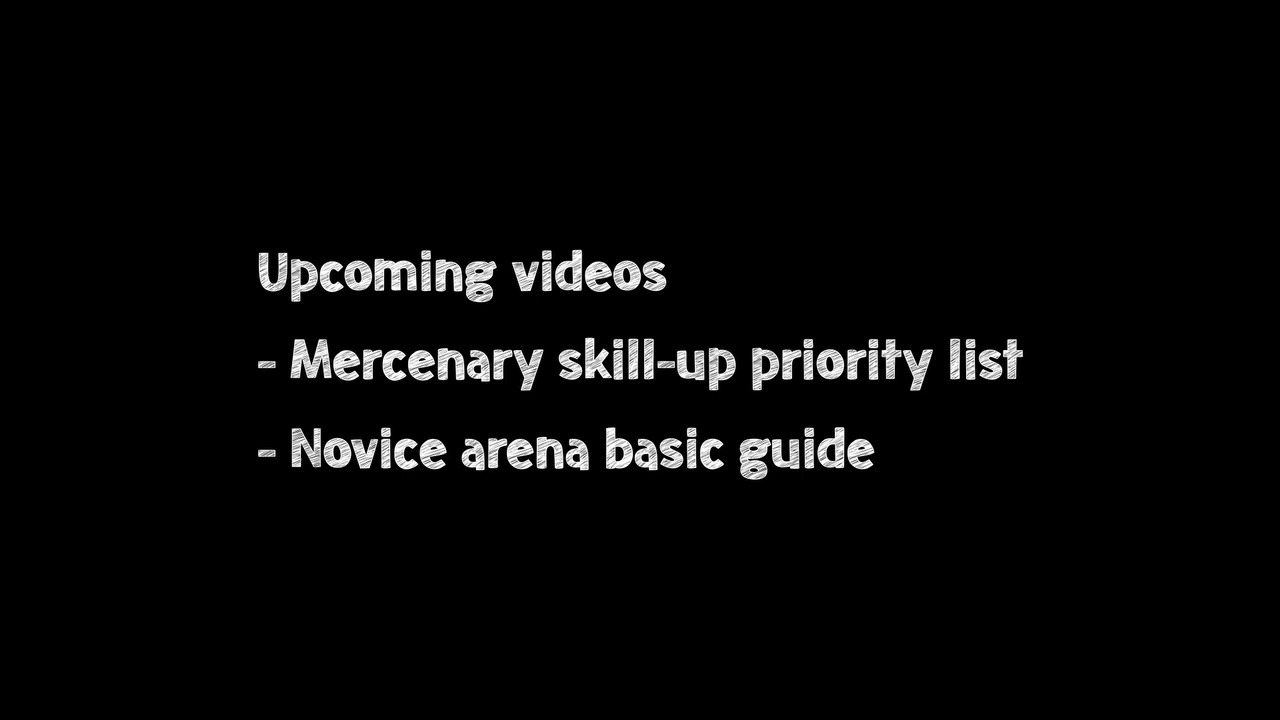 Upcoming videos
- Mercenary skill-up priority list
- Novice arena basic guide